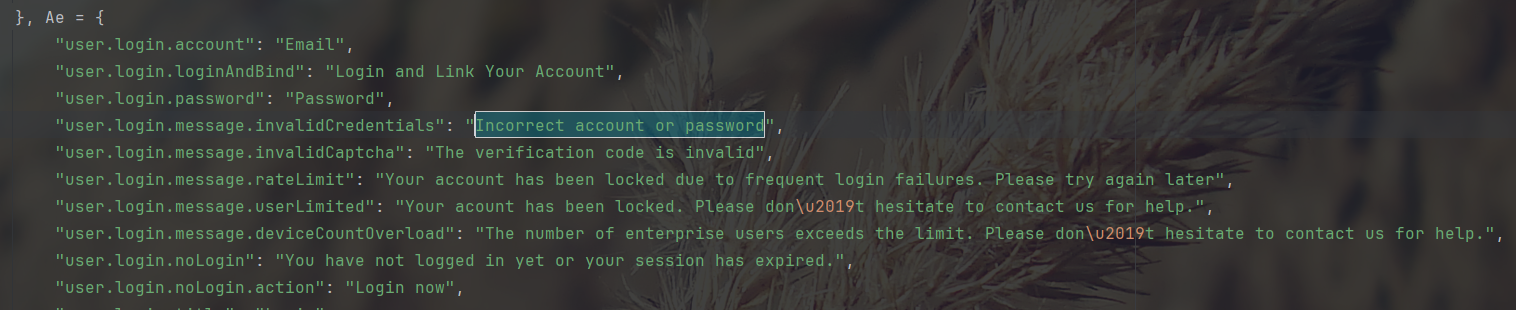 }, Ae = {
"user.login.account": "Email",
"user.login.loginAndBind": "Login and Link Your Account",
"user.login.password": "Password",
"user.login.message.invalidCredentials": "Incorrect account or password",
"user.login.message.invalidCaptcha": "The verification code is invalid",
"user.login.message.rateLimit": "Your account has been locked due to frequent login failures. Please try again later",
"user.login.message.userLimited": "Your acount has been locked. Please don\u2019t hesitate to contact us for help.",
"user.login.message.deviceCountOverload": "The number of enterprise users exceeds the limit. Please don\u2019t hesitate to contact us for help.",
"user.login.noLogin": "You have not logged in yet or your session has expired.",
"user.login.noLogin.action": "Login now",